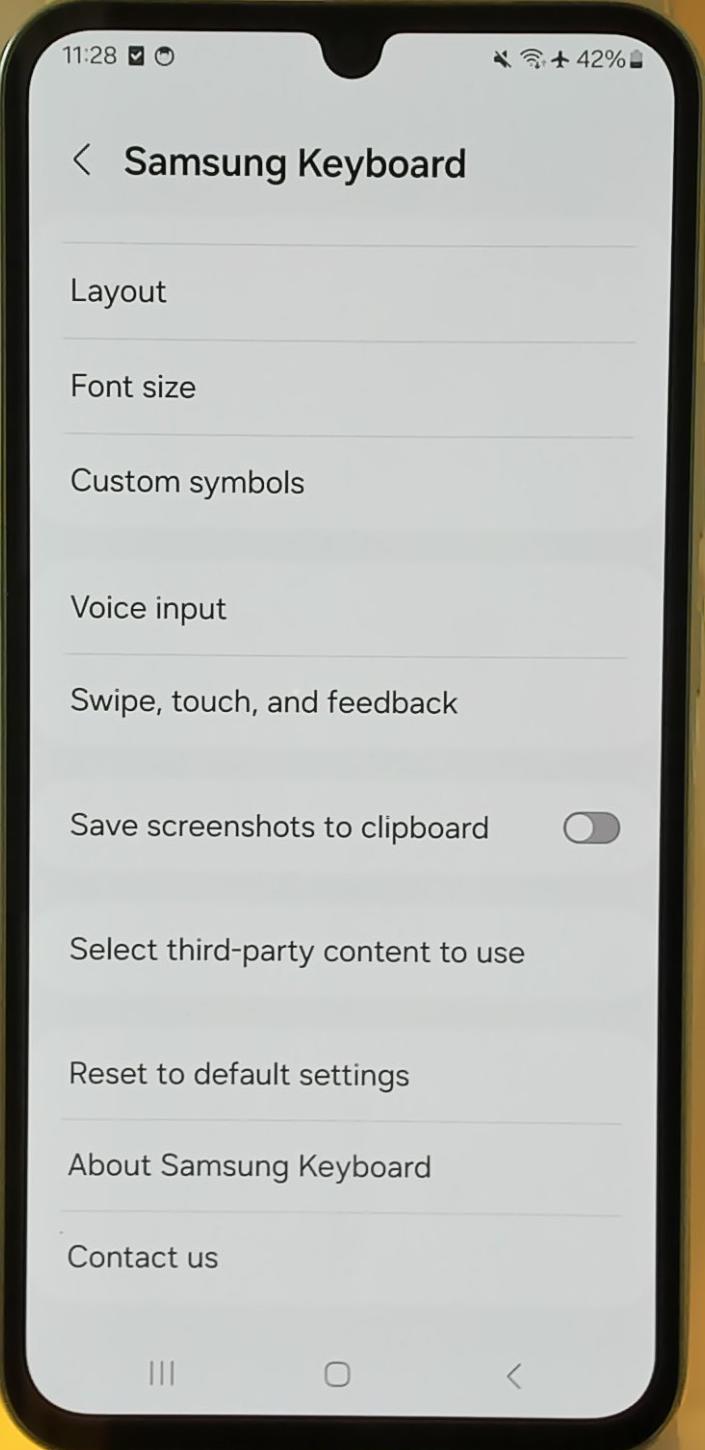 11:28
42%
Samsung Keyboard
Layout
Font size
Custom symbols
Voice input
Swipe, touch, and feedback
Save screenshots to clipboard
Select third-party content to use
Reset to default settings
About Samsung Keyboard
Contact us